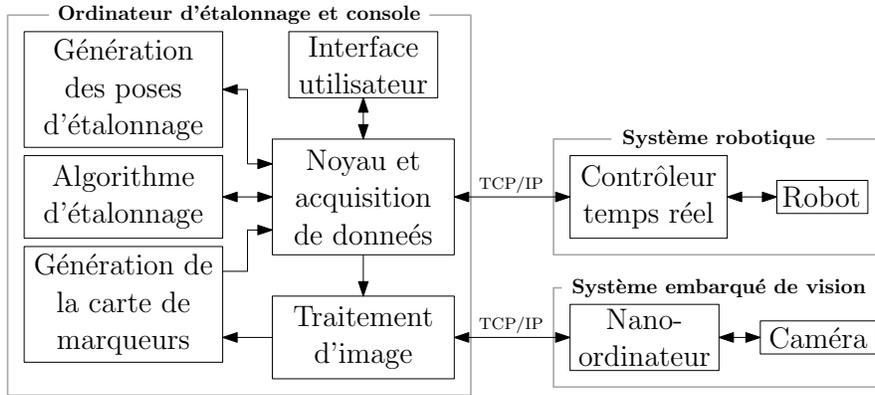 Ordinateur d'étalonnage et console
Génération
des poses
d'étalonnage
Interface
utilisateur
Algorithme
d'étalonnage
Noyau et
acquisition
de donneés
Génération de
la carte de
marqueurs
Traitement
d'image
TCP/IP
Système robotique
Contrôleur
temps réel
Robot
TCP/IP
Système embarqué de vision
Nano-
ordinateur
Caméra